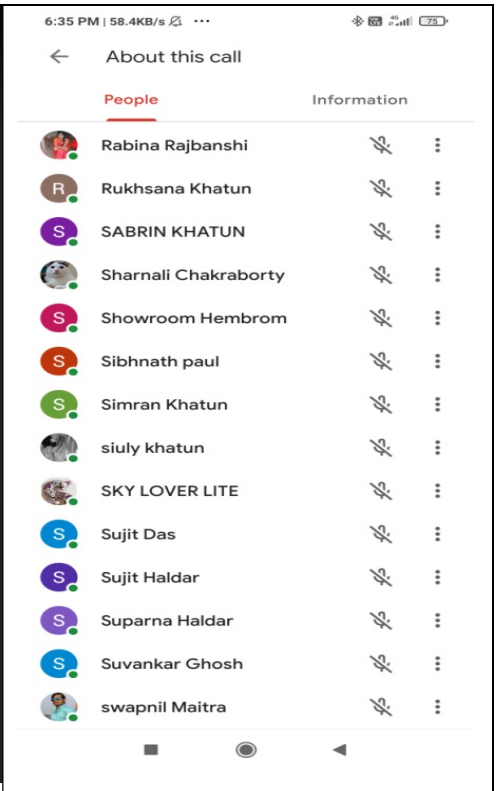 6:35 PM | 58.4KB/s ... 4G 75
About this call
People Information
Rabina Rajbanshi
R Rukhsana Khatun
S SABRIN KHATUN
Sharnali Chakraborty
S Showroom Hembrom
S Sibhnath paul
S Simran Khatun
siuly khatun
SKY LOVER LITE
S Sujit Das
S Sujit Haldar
S Suparna Haldar
S Suvankar Ghosh
swapnil Maitra